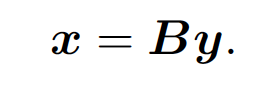 x = By.